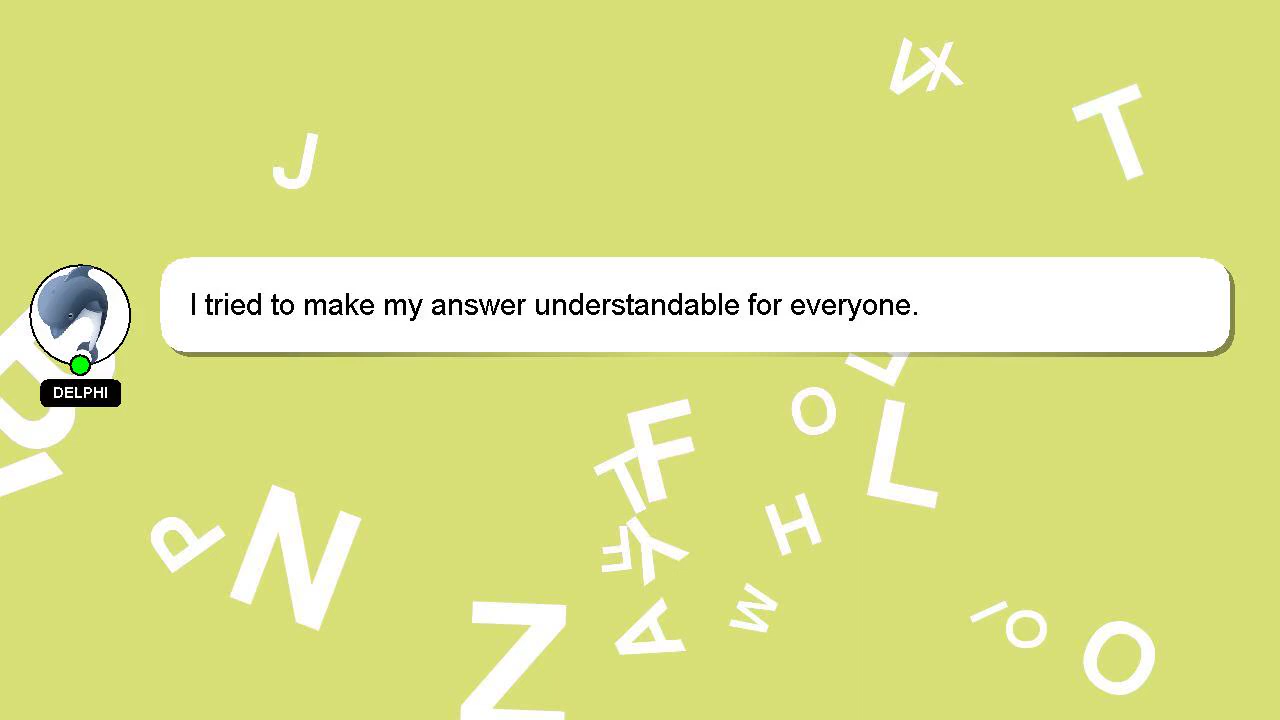 V X
T
J
I tried to make my answer understandable for everyone.
DELPHI
F
O
L
T
P
N
H
F
Y
Z
A
W
I
O
O